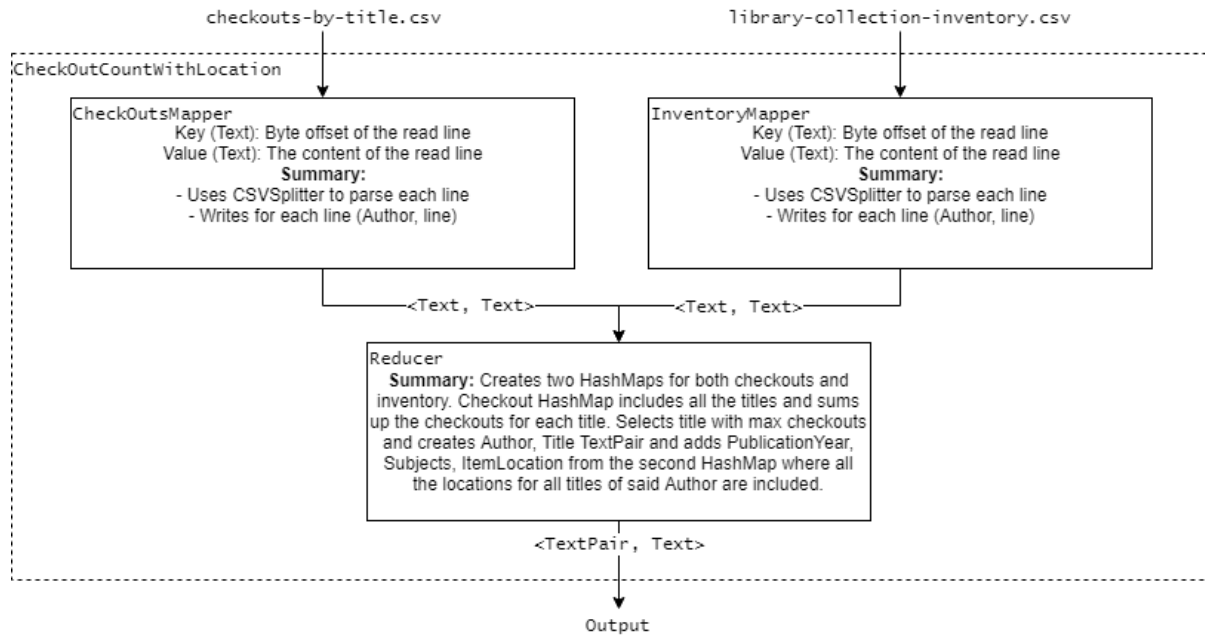 checkouts-by-title.csv
library-collection-inventory.csv
CheckOutCountWithLocation
CheckOutsMapper
Key (Text): Byte offset of the read line
Value (Text): The content of the read line
Summary:
- Uses CSVSplitter to parse each line
- Writes for each line (Author, line)
InventoryMapper
Key (Text): Byte offset of the read line
Value (Text): The content of the read line
Summary:
- Uses CSVSplitter to parse each line
- Writes for each line (Author, line)
<Text, Text>
<Text, Text>
Reducer
Summary: Creates two HashMaps for both checkouts and
inventory. Checkout HashMap includes all the titles and sums
up the checkouts for each title. Selects title with max checkouts
and creates Author, Title TextPair and adds PublicationYear,
Subjects, ItemLocation from the second HashMap where all
the locations for all titles of said Author are included.
<TextPair, Text>
Output